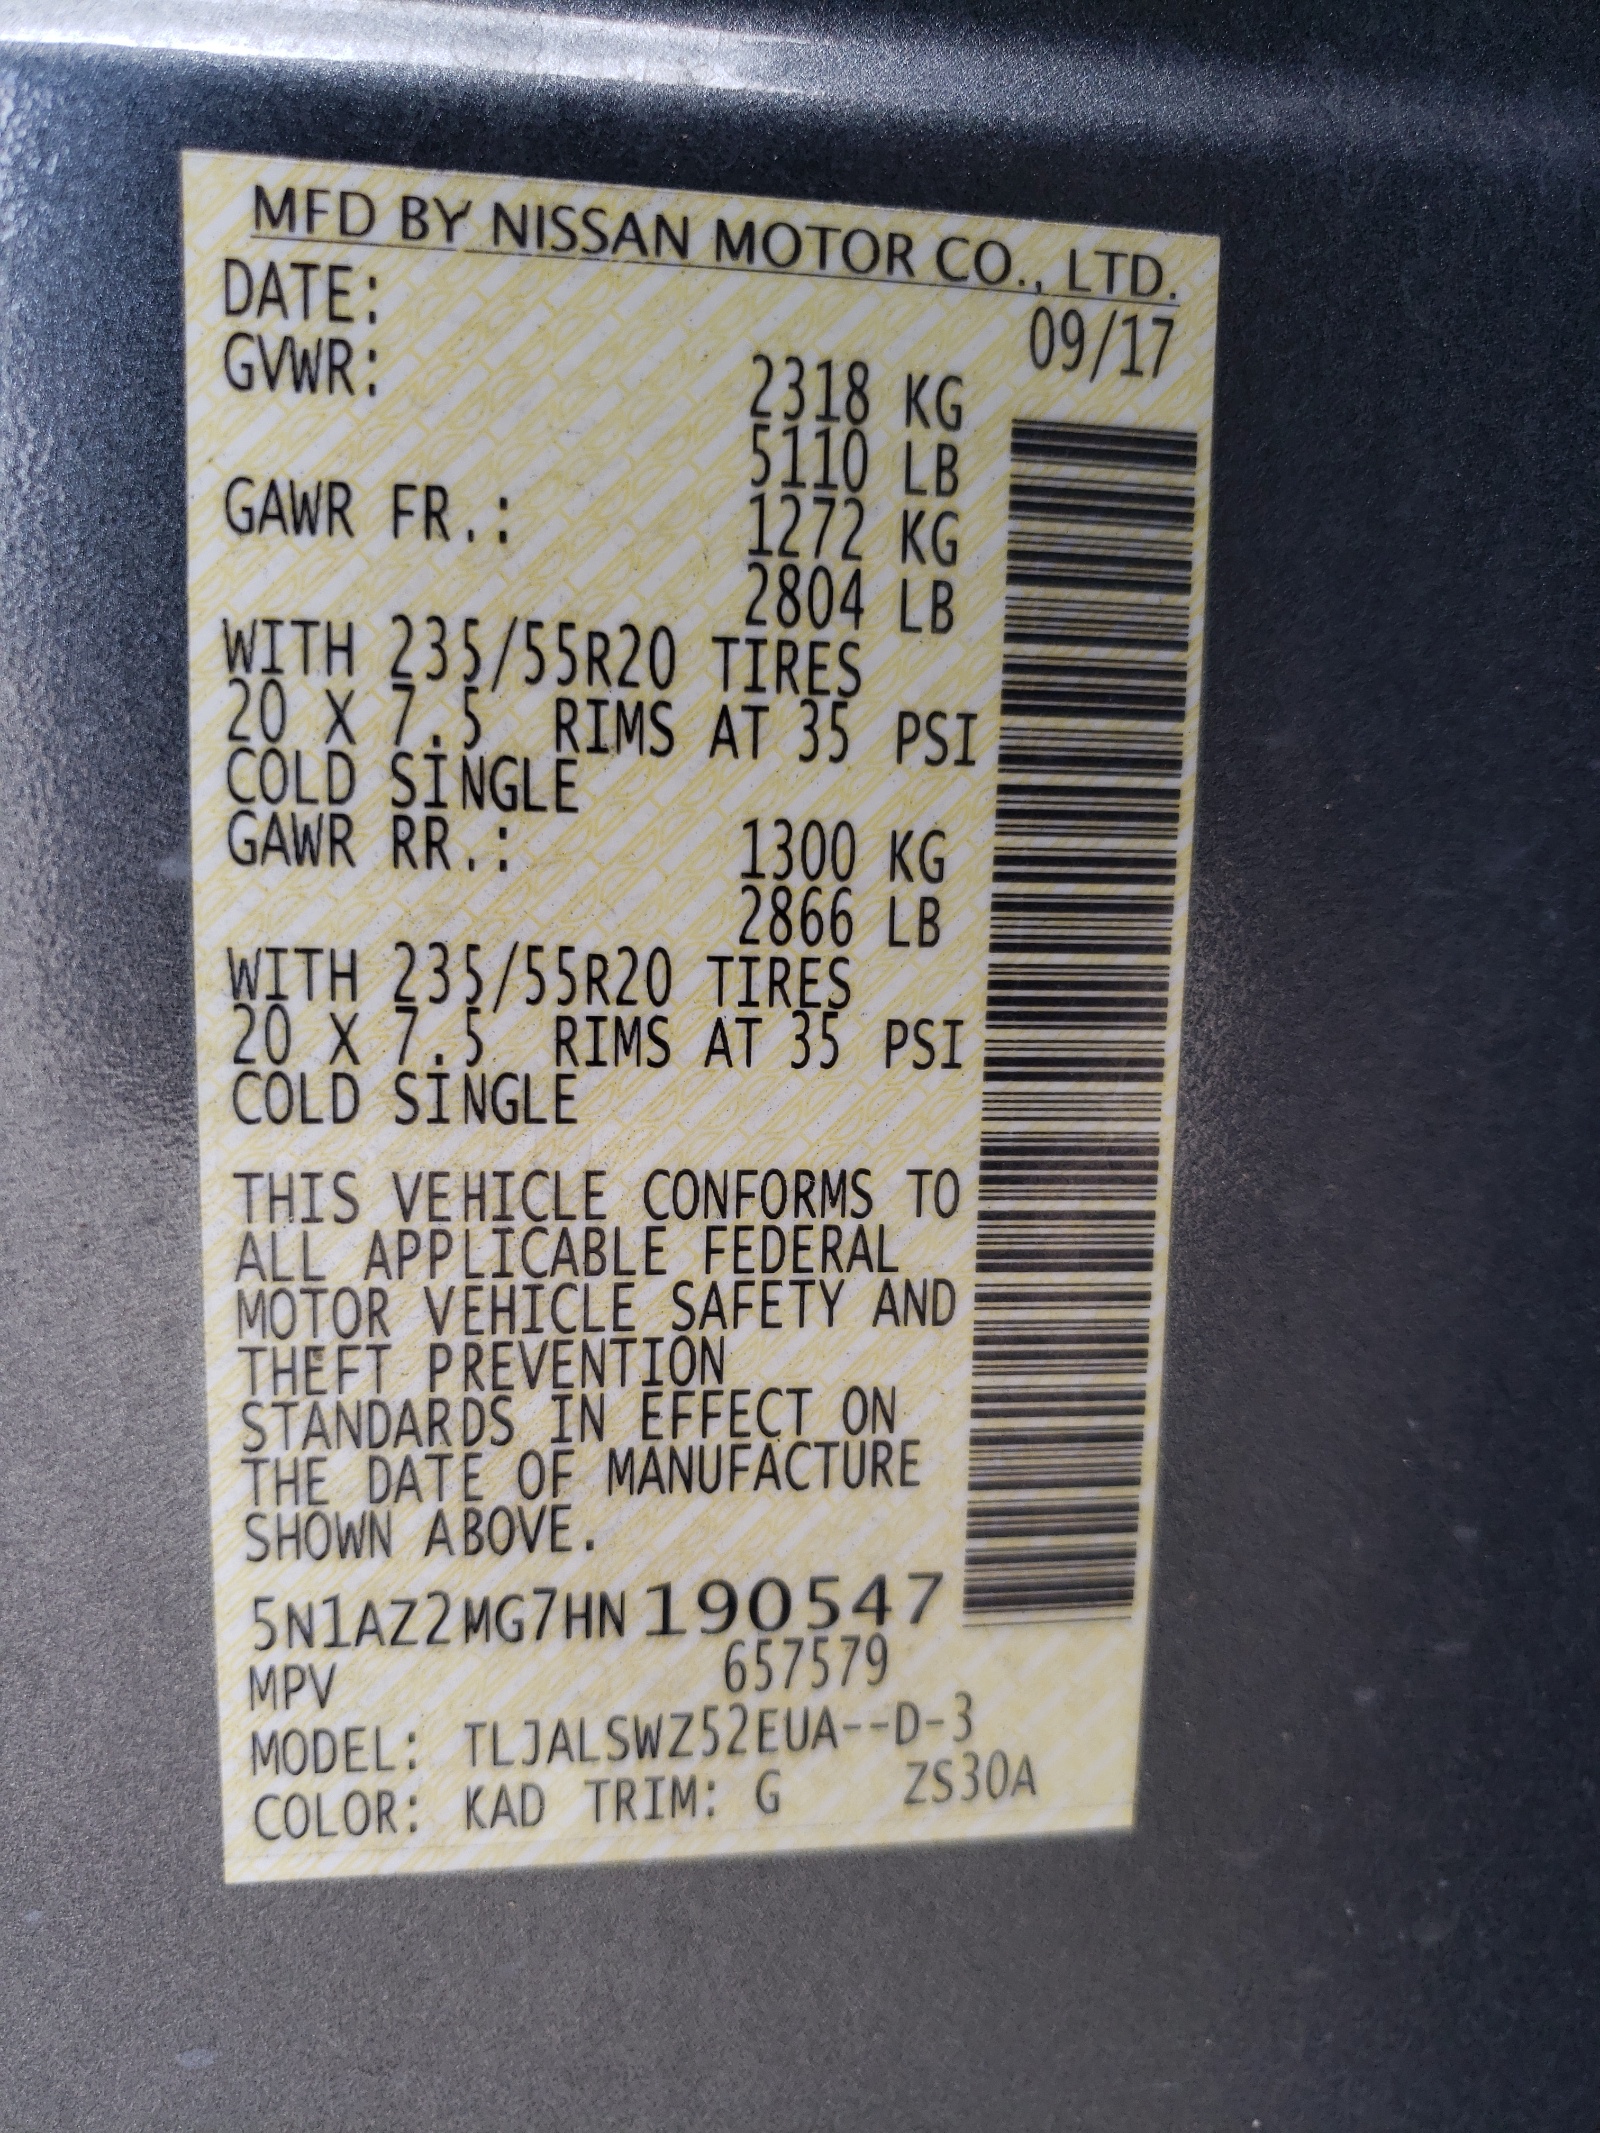 MFD BY NISSAN MOTOR CO., LTD.
DATE: 09/17
GVWR: 2318 KG
5110 LB
GAWR FR.: 1272 KG
2804 LB
WITH 235/55R20 TIRES
20 X 7.5 RIMS AT 35 PSI
COLD SINGLE
GAWR RR.: 1300 KG
2866 LB
WITH 235/55R20 TIRES
20 X 7.5 RIMS AT 35 PSI
COLD SINGLE
THIS VEHICLE CONFORMS TO
ALL APPLICABLE FEDERAL
MOTOR VEHICLE SAFETY AND
THEFT PREVENTION
STANDARDS IN EFFECT ON
THE DATE OF MANUFACTURE
SHOWN ABOVE.
5N1AZ2MG7HN190547
MPV 657579
MODEL: TLJALSWZ52EUA--D-3
COLOR: KAD TRIM: G ZS30A